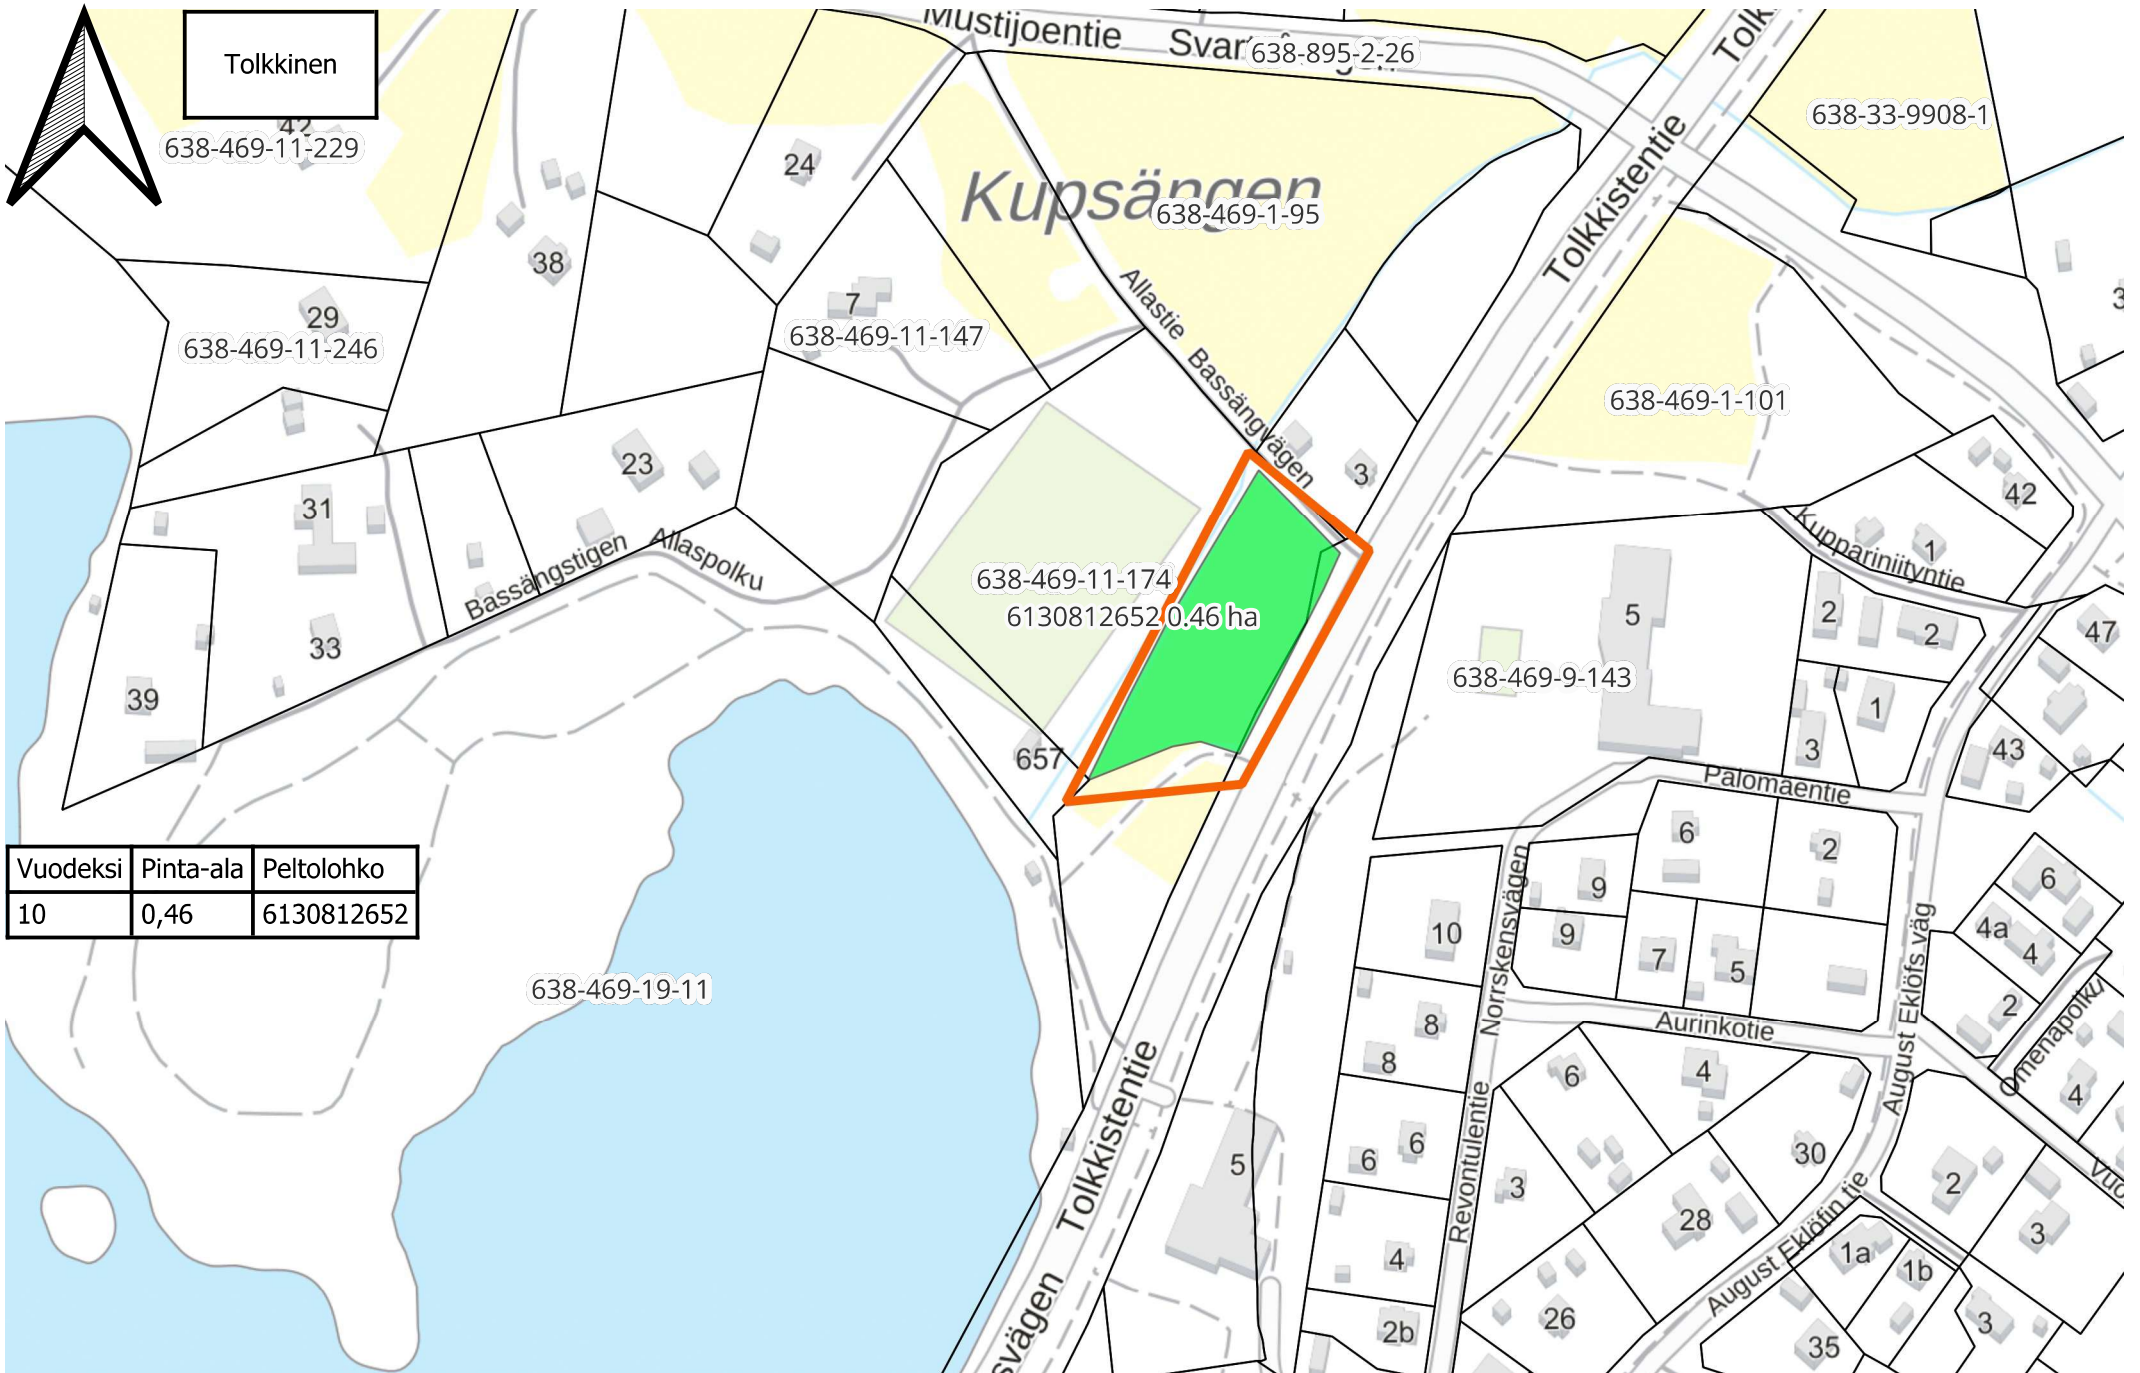 Tolkkinen
Mustijoentie
638-895-2-26
Tolkkistentie
638-33-9908-1
42
638-469-11-229
24
Kupsängen
638-469-1-95
38
7
638-469-11-147
29
638-469-11-246
Allastie
Bassängvägen
3
638-469-1-101
42
23
31
Kuppariniityntie
1
Bassängstigen
Allaspolku
638-469-11-174
6130812652 0.46 ha
5
2
2
47
33
39
638-469-9-143
1
3
43
657
Palomäentie
6
2
Vuodeksi Pinta-ala Peltolohko
10 0,46 6130812652
9
9
10
7
5
6
4a
4
2
638-469-19-11
Norrskensvägen
August Eklöfs väg
Omenapolku
Aurinkotie
8
8
6
4
4
Tolkkistentie
5
6
6
Revontulentie
3
30
2
28
August Eklöfin tie
3
4
1a
1b
26
2b
35
3
svägen